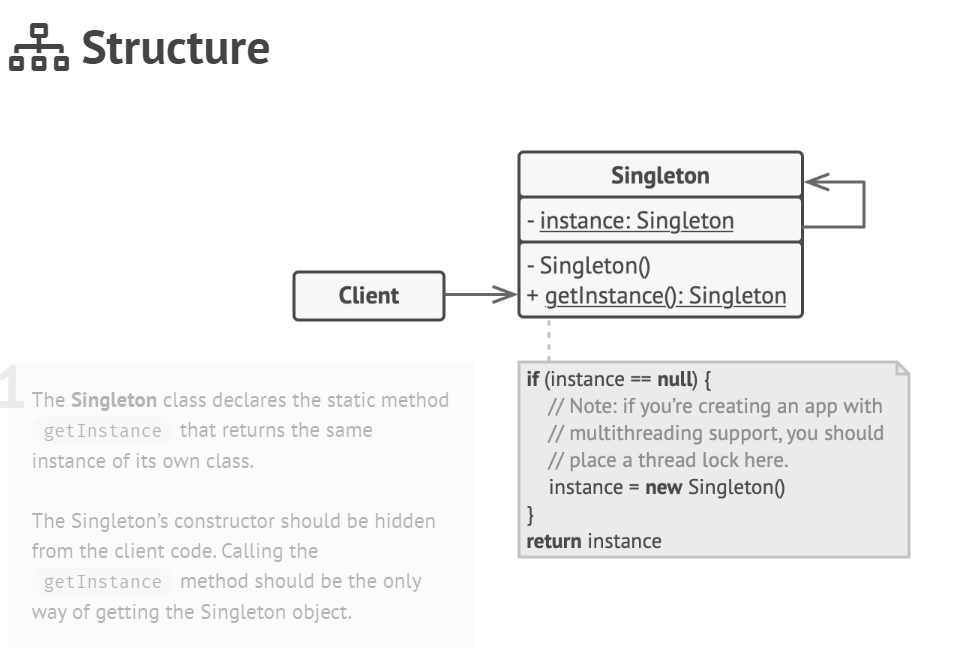 Structure
Singleton
- instance: Singleton
- Singleton()
+ getInstance(): Singleton
Client
1
The Singleton class declares the static method
getInstance that returns the same
instance of its own class.
The Singleton’s constructor should be hidden
from the client code. Calling the
getInstance method should be the only
way of getting the Singleton object.
if (instance == null) {
// Note: if you’re creating an app with
// multithreading support, you should
// place a thread lock here.
instance = new Singleton()
}
return instance